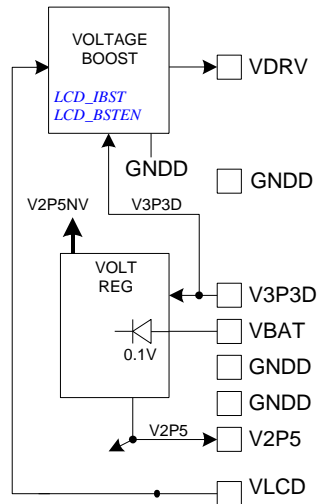 VOLTAGE
BOOST
VDRV
LCD_IBST
LCD_BSTEN
GNDD
GNDD
V2P5NV
V3P3D
VOLT
REG
V3P3D
VBAT
0.1V
GNDD
GNDD
V2P5
V2P5
VLCD